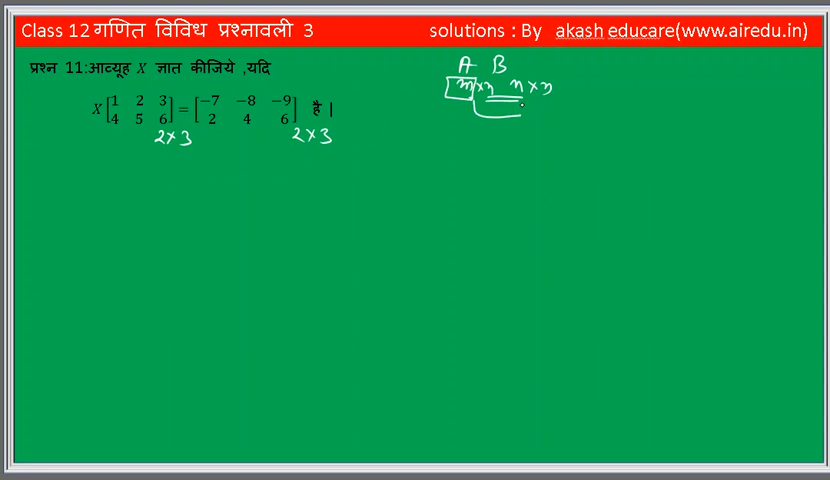 Class 12 गणित विविध प्रश्नावली 3 solutions : By akash educare(www.airedu.in)
प्रश्न 11:आव्यूह X ज्ञात कीजिये ,यदि
A B
m×n n×n
X[1 2 3 = [-7 -8 -9 है |
4 5 6] 2 4 6]
2×3 2×3